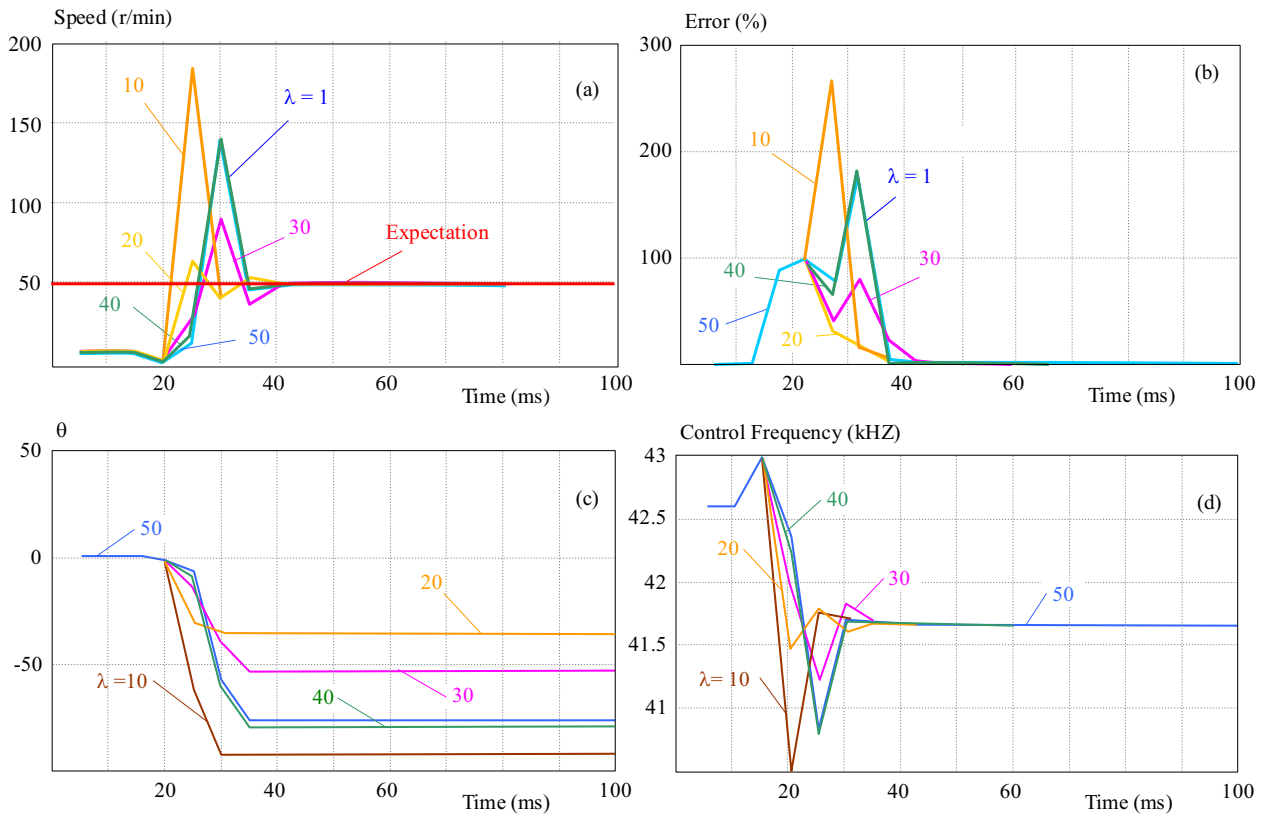 Speed (r/min)
200
150
100
50
10
λ = 1
(a)
20
30
Expectation
40
50
20
40
60
100
Time (ms)
Error (%)
300
200
100
(b)
10
λ = 1
40
30
50
20
20
40
60
100
Time (ms)
θ
50
0
-50
(c)
50
20
λ =10
40
30
20
40
60
100
Time (ms)
Control Frequency (kHZ)
43
42.5
42
41.5
41
(d)
40
20
30
50
λ= 10
20
40
60
100
Time (ms)